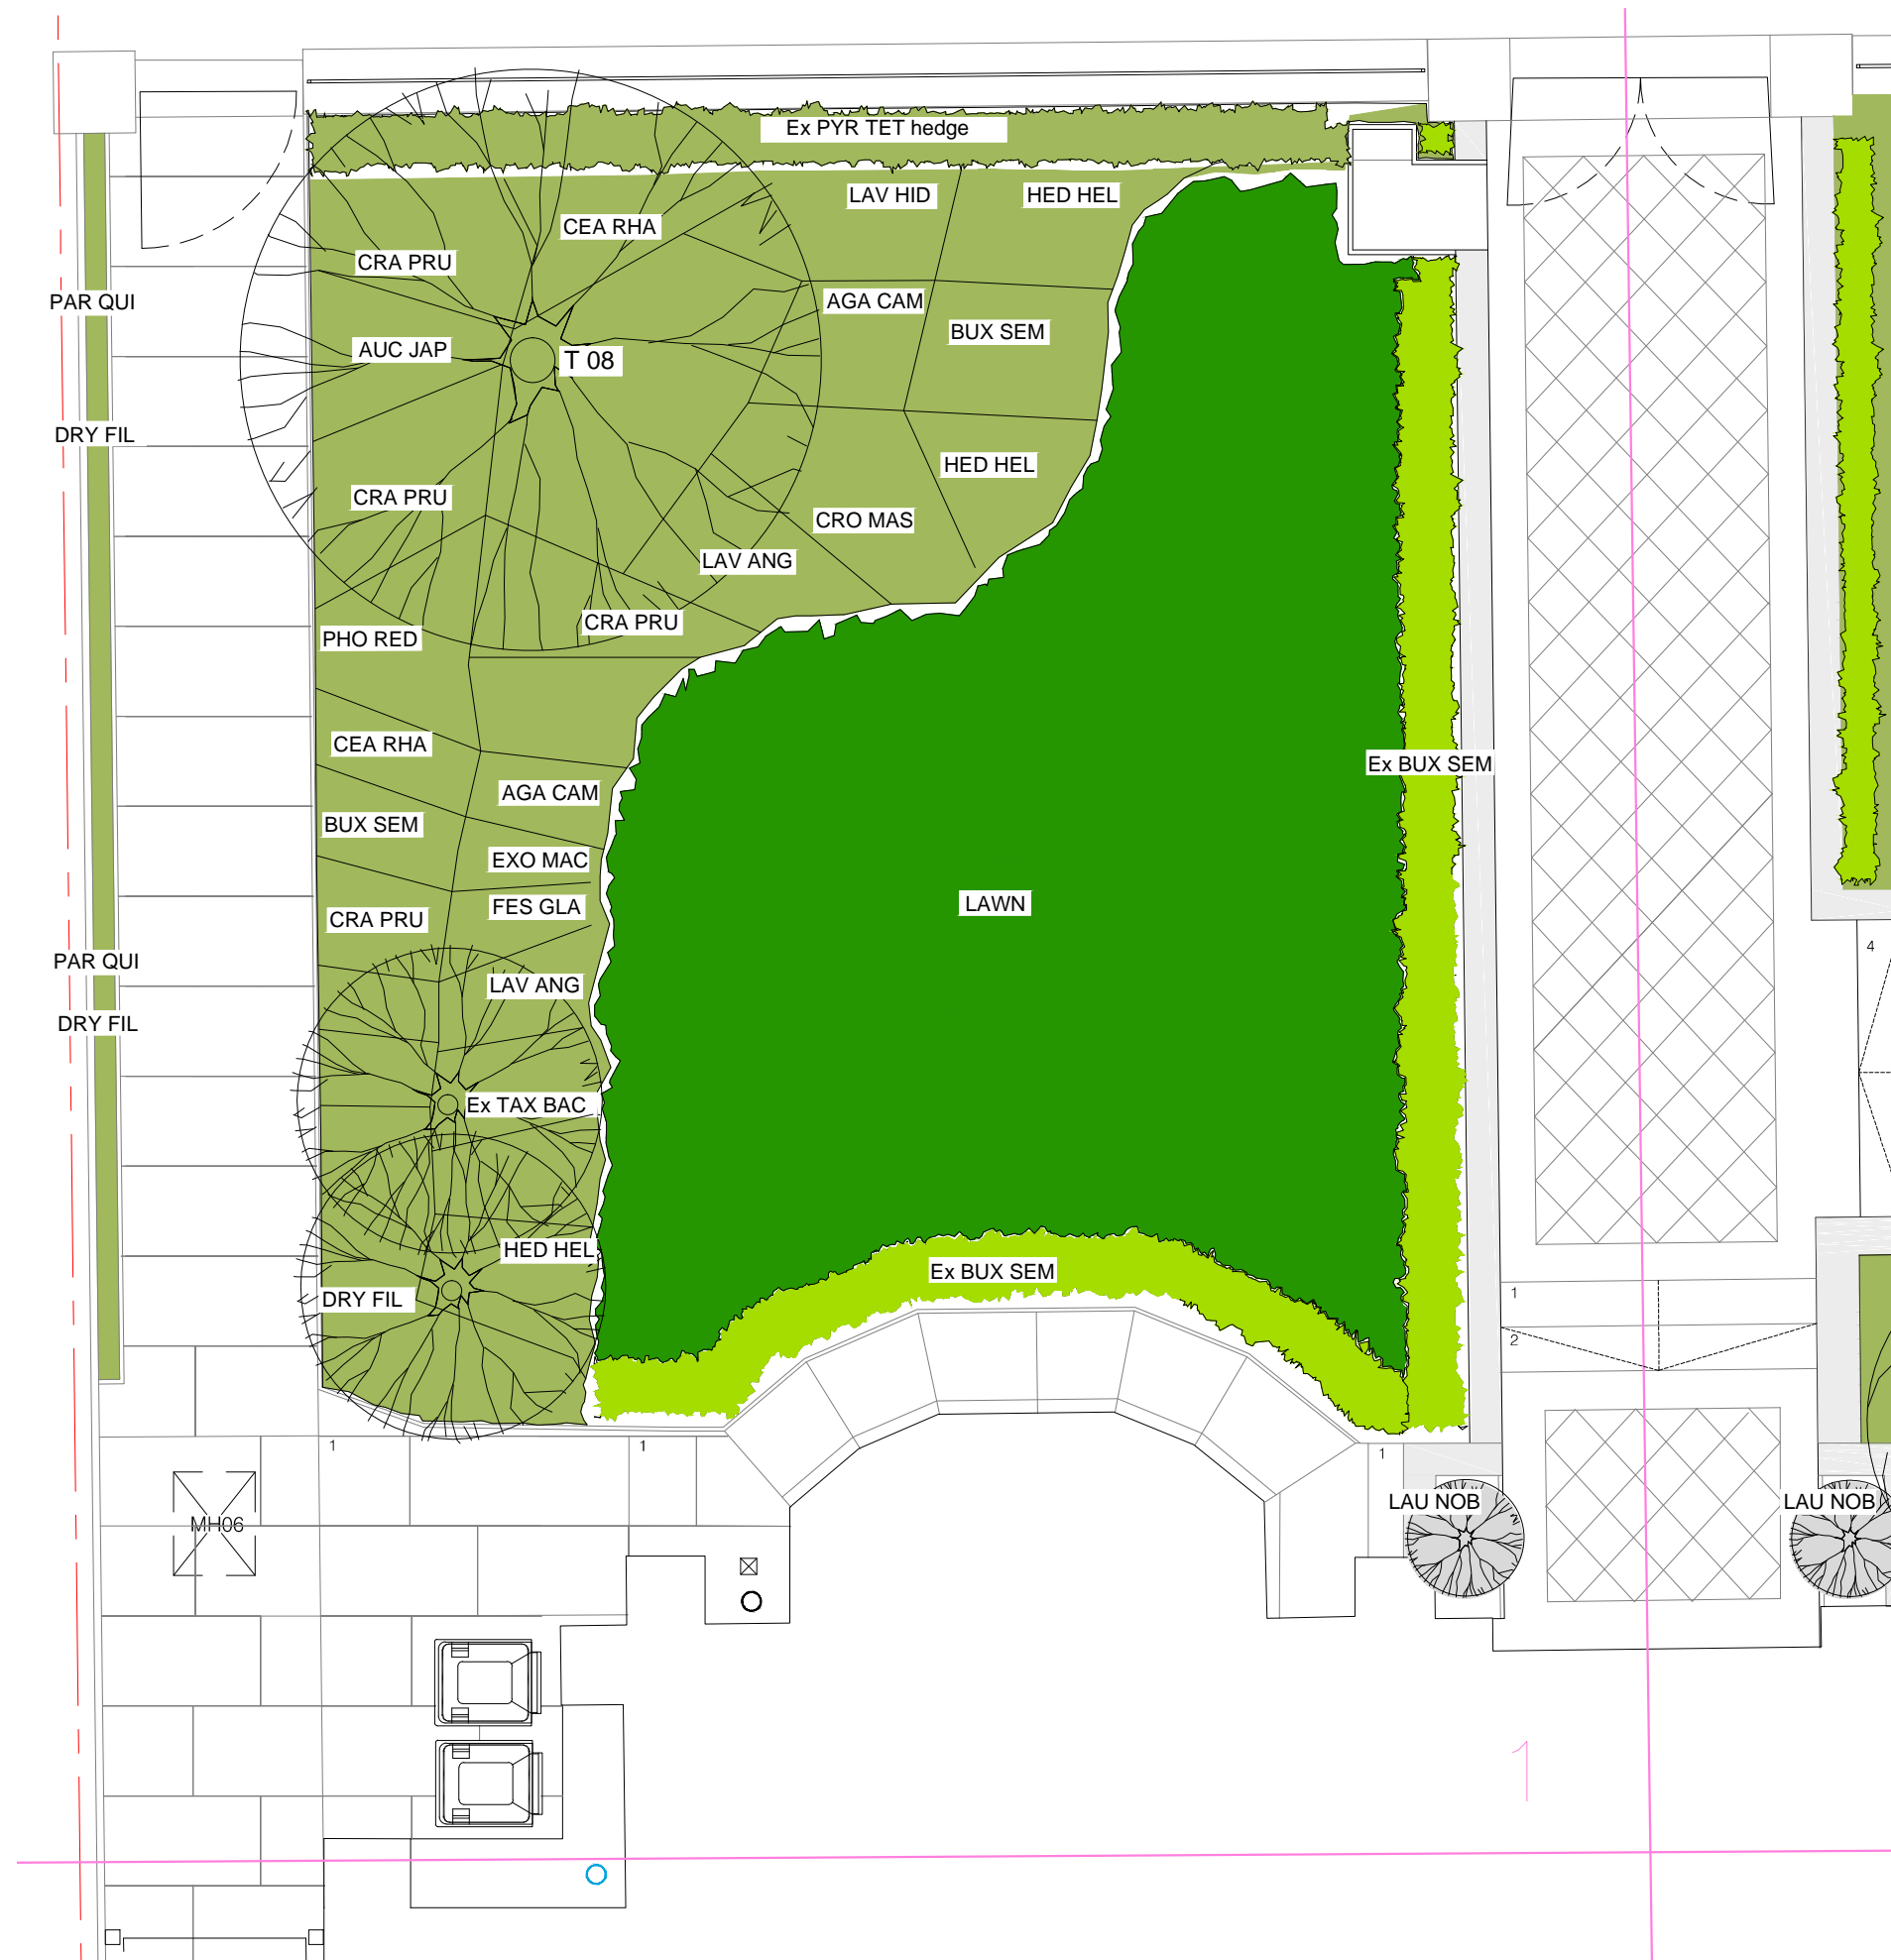 Ex PYR TET hedge
LAV HID
HED HEL
CEA RHA
CRA PRU
PAR QUI
AGA CAM
BUX SEM
AUC JAP
T 08
DRY FIL
HED HEL
CRA PRU
CRO MAS
LAV ANG
CRA PRU
PHO RED
CEA RHA
Ex BUX SEM
AGA CAM
BUX SEM
EXO MAC
LAWN
FES GLA
CRA PRU
4
PAR QUI
LAV ANG
DRY FIL
Ex TAX BAC
HED HEL
Ex BUX SEM
DRY FIL
1
2
1
1
1
LAU NOB
LAU NOB
MH06
1